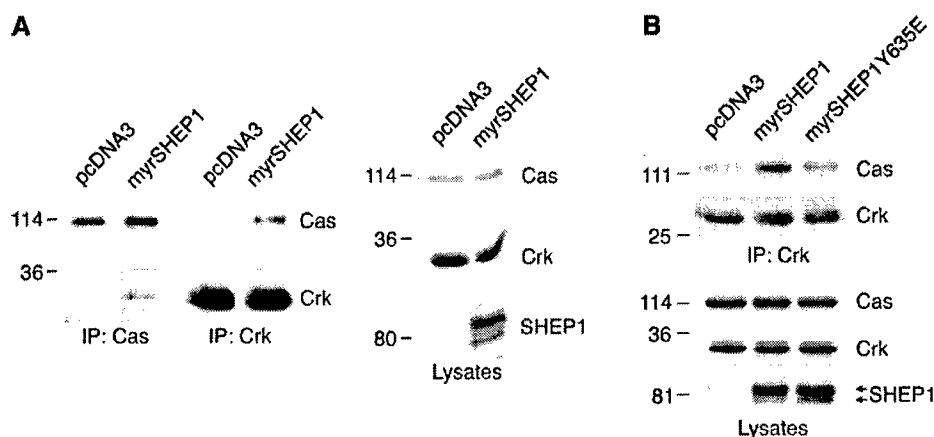 A
pcDNA3
myrSHEP1
pcDNA3
myrSHEP1
114
Cas
36
Crk
IP: Cas
IP: Crk
pcDNA3
myrSHEP1
114
Cas
36
Crk
80
SHEP1
Lysates
B
pcDNA3
myrSHEP1
myrSHEP1Y635E
111
Cas
25
Crk
IP: Crk
114
Cas
36
Crk
81
SHEP1
Lysates